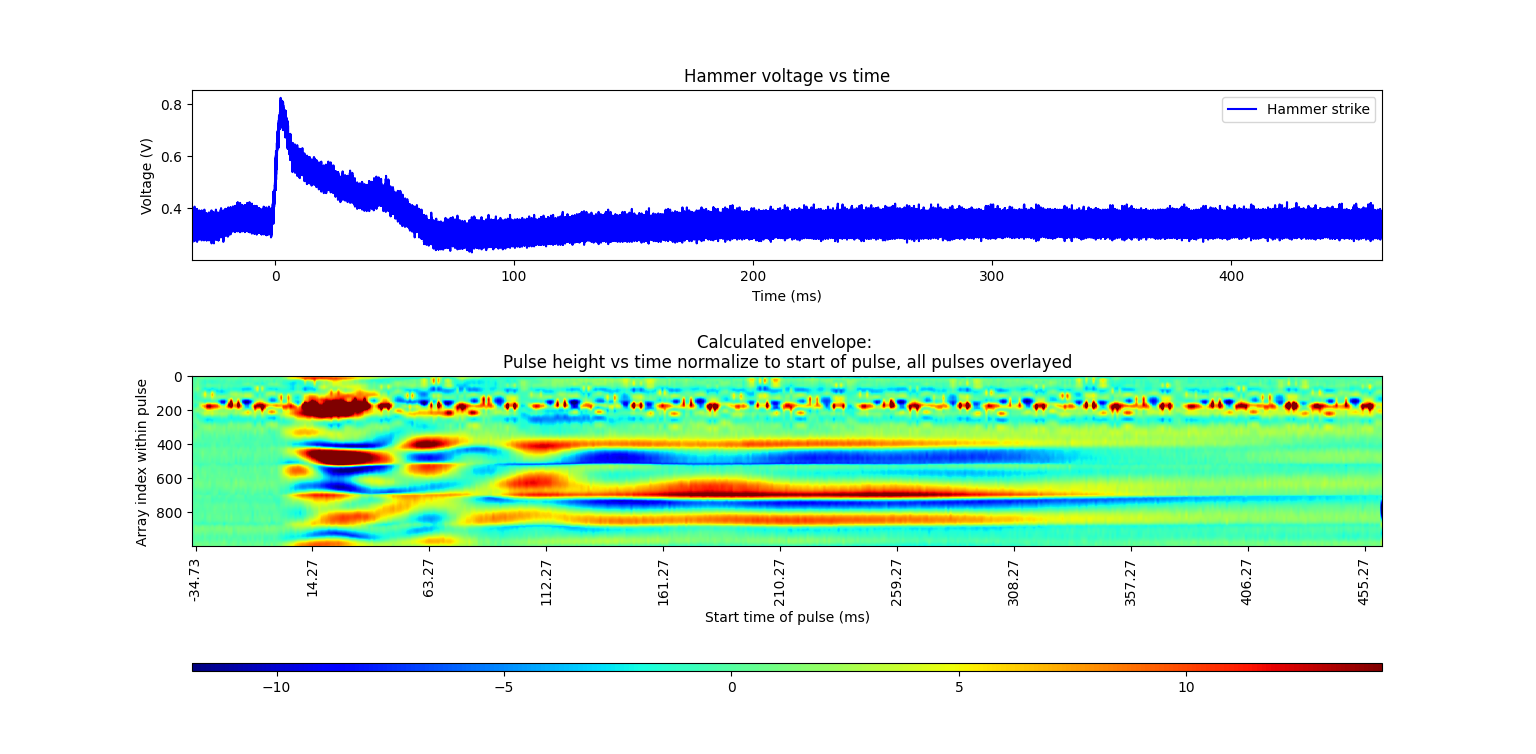 Hammer voltage vs time
Hammer strike
Voltage (V)
0.8
0.6
0.4
0 100 200 300 400
Time (ms)
Calculated envelope:
Pulse height vs time normalize to start of pulse, all pulses overlayed
Array index within pulse
0
200
400
600
800
-34.73 14.27 63.27 112.27 161.27 210.27 259.27 308.27 357.27 406.27 455.27
Start time of pulse (ms)
−10 −5 0 5 10